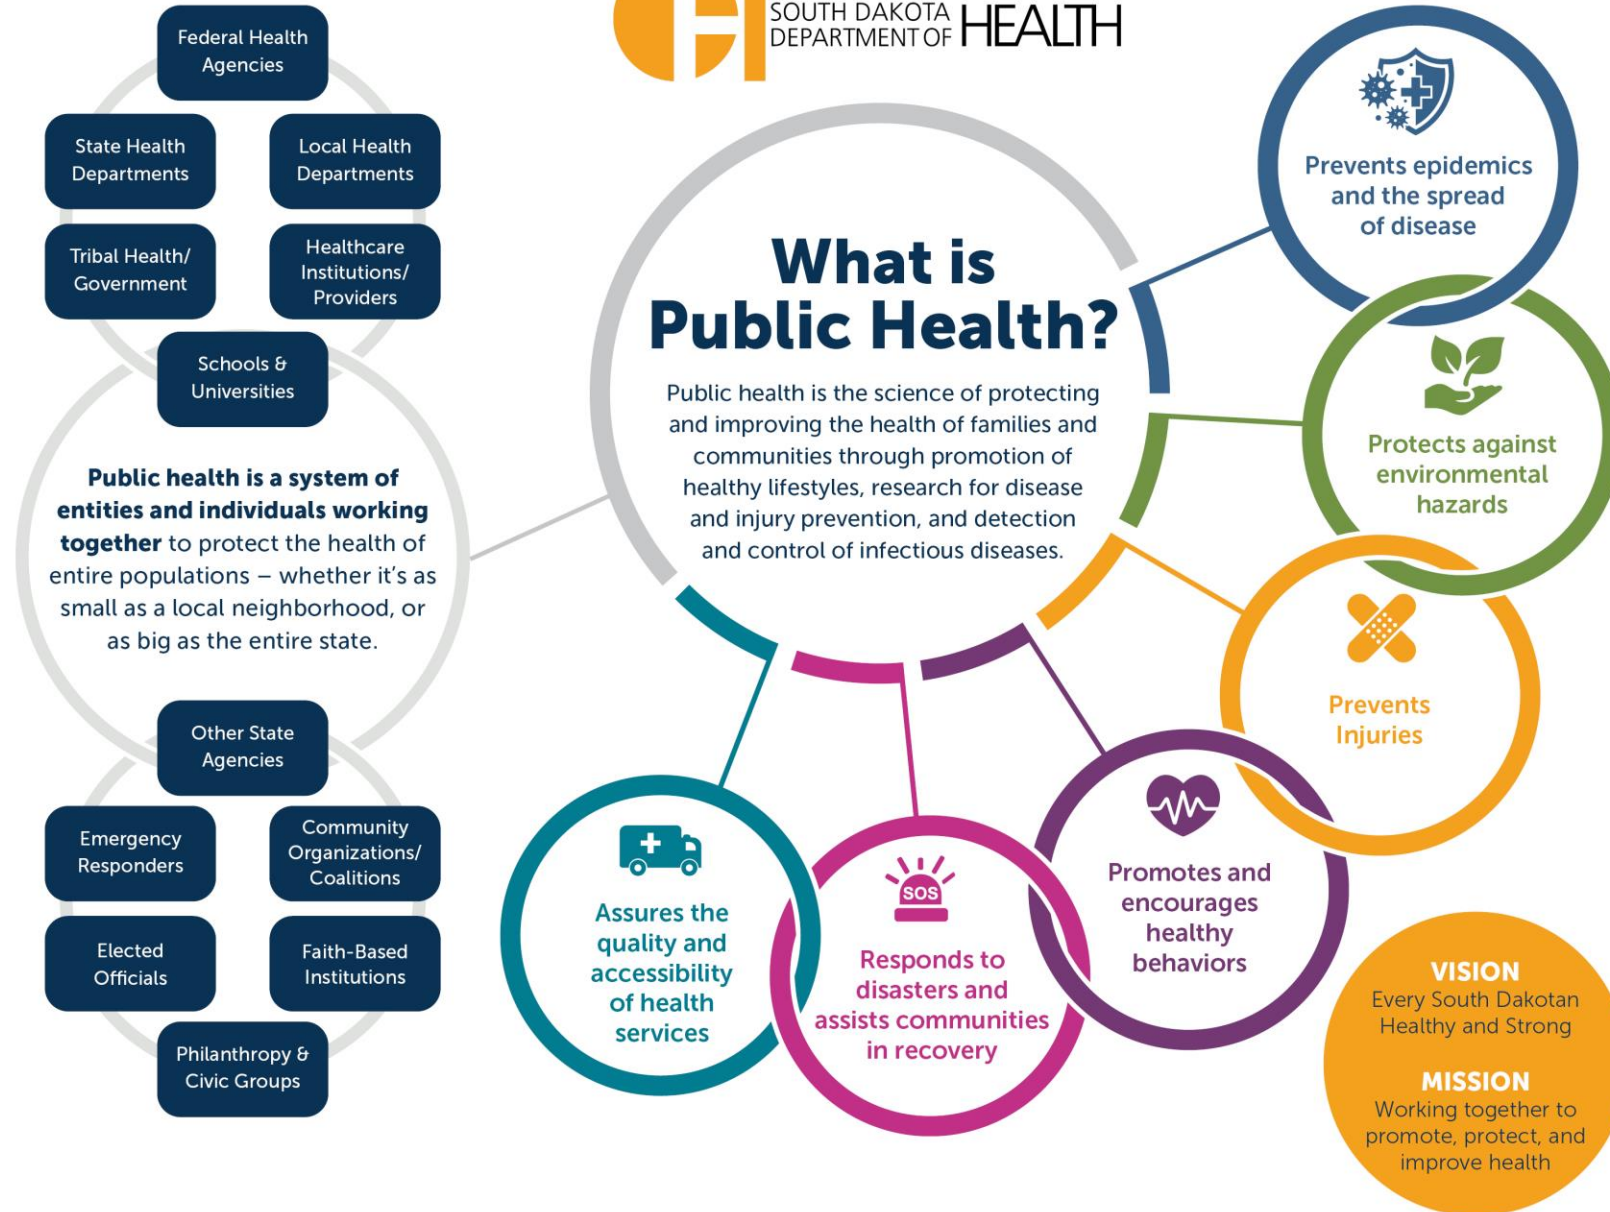 SOUTH DAKOTA
DEPARTMENT OF HEALTH
Federal Health
Agencies
State Health
Departments
Local Health
Departments
Tribal Health/
Government
Healthcare
Institutions/
Providers
Schools &
Universities
Public health is a system of
entities and individuals working
together to protect the health of
entire populations – whether it's as
small as a local neighborhood, or
as big as the entire state.
Other State
Agencies
Emergency
Responders
Community
Organizations/
Coalitions
Elected
Officials
Faith-Based
Institutions
Philanthropy &
Civic Groups
What is
Public Health?
Public health is the science of protecting
and improving the health of families and
communities through promotion of
healthy lifestyles, research for disease
and injury prevention, and detection
and control of infectious diseases.
Prevents epidemics
and the spread
of disease
Protects against
environmental
hazards
Prevents
Injuries
Promotes and
encourages
healthy
behaviors
SOS
Responds to
disasters and
assists communities
in recovery
Assures the
quality and
accessibility
of health
services
VISION
Every South Dakotan
Healthy and Strong
MISSION
Working together to
promote, protect, and
improve health